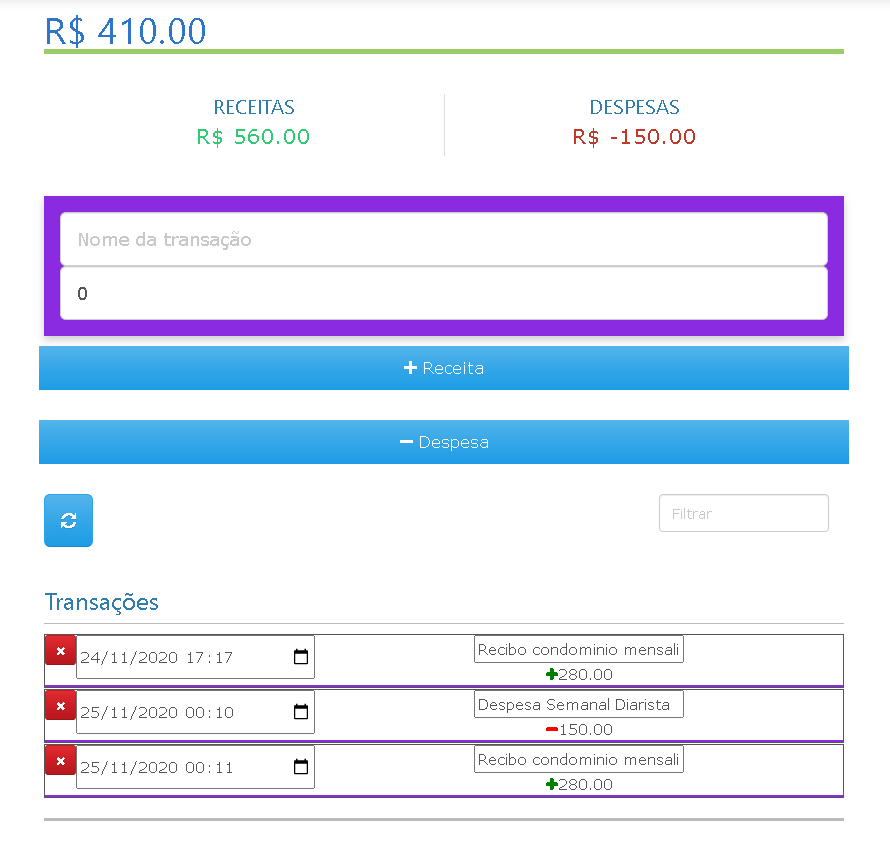 R$ 410.00
RECEITAS
R$ 560.00
DESPESAS
R$ -150.00
Nome da transação
0
Receita
Despesa
Filtrar
Transações
24/11/2020 17:17
Recibo condominio mensali
280.00
25/11/2020 00:10
Despesa Semanal Diarista
150.00
25/11/2020 00:11
Recibo condominio mensali
280.00